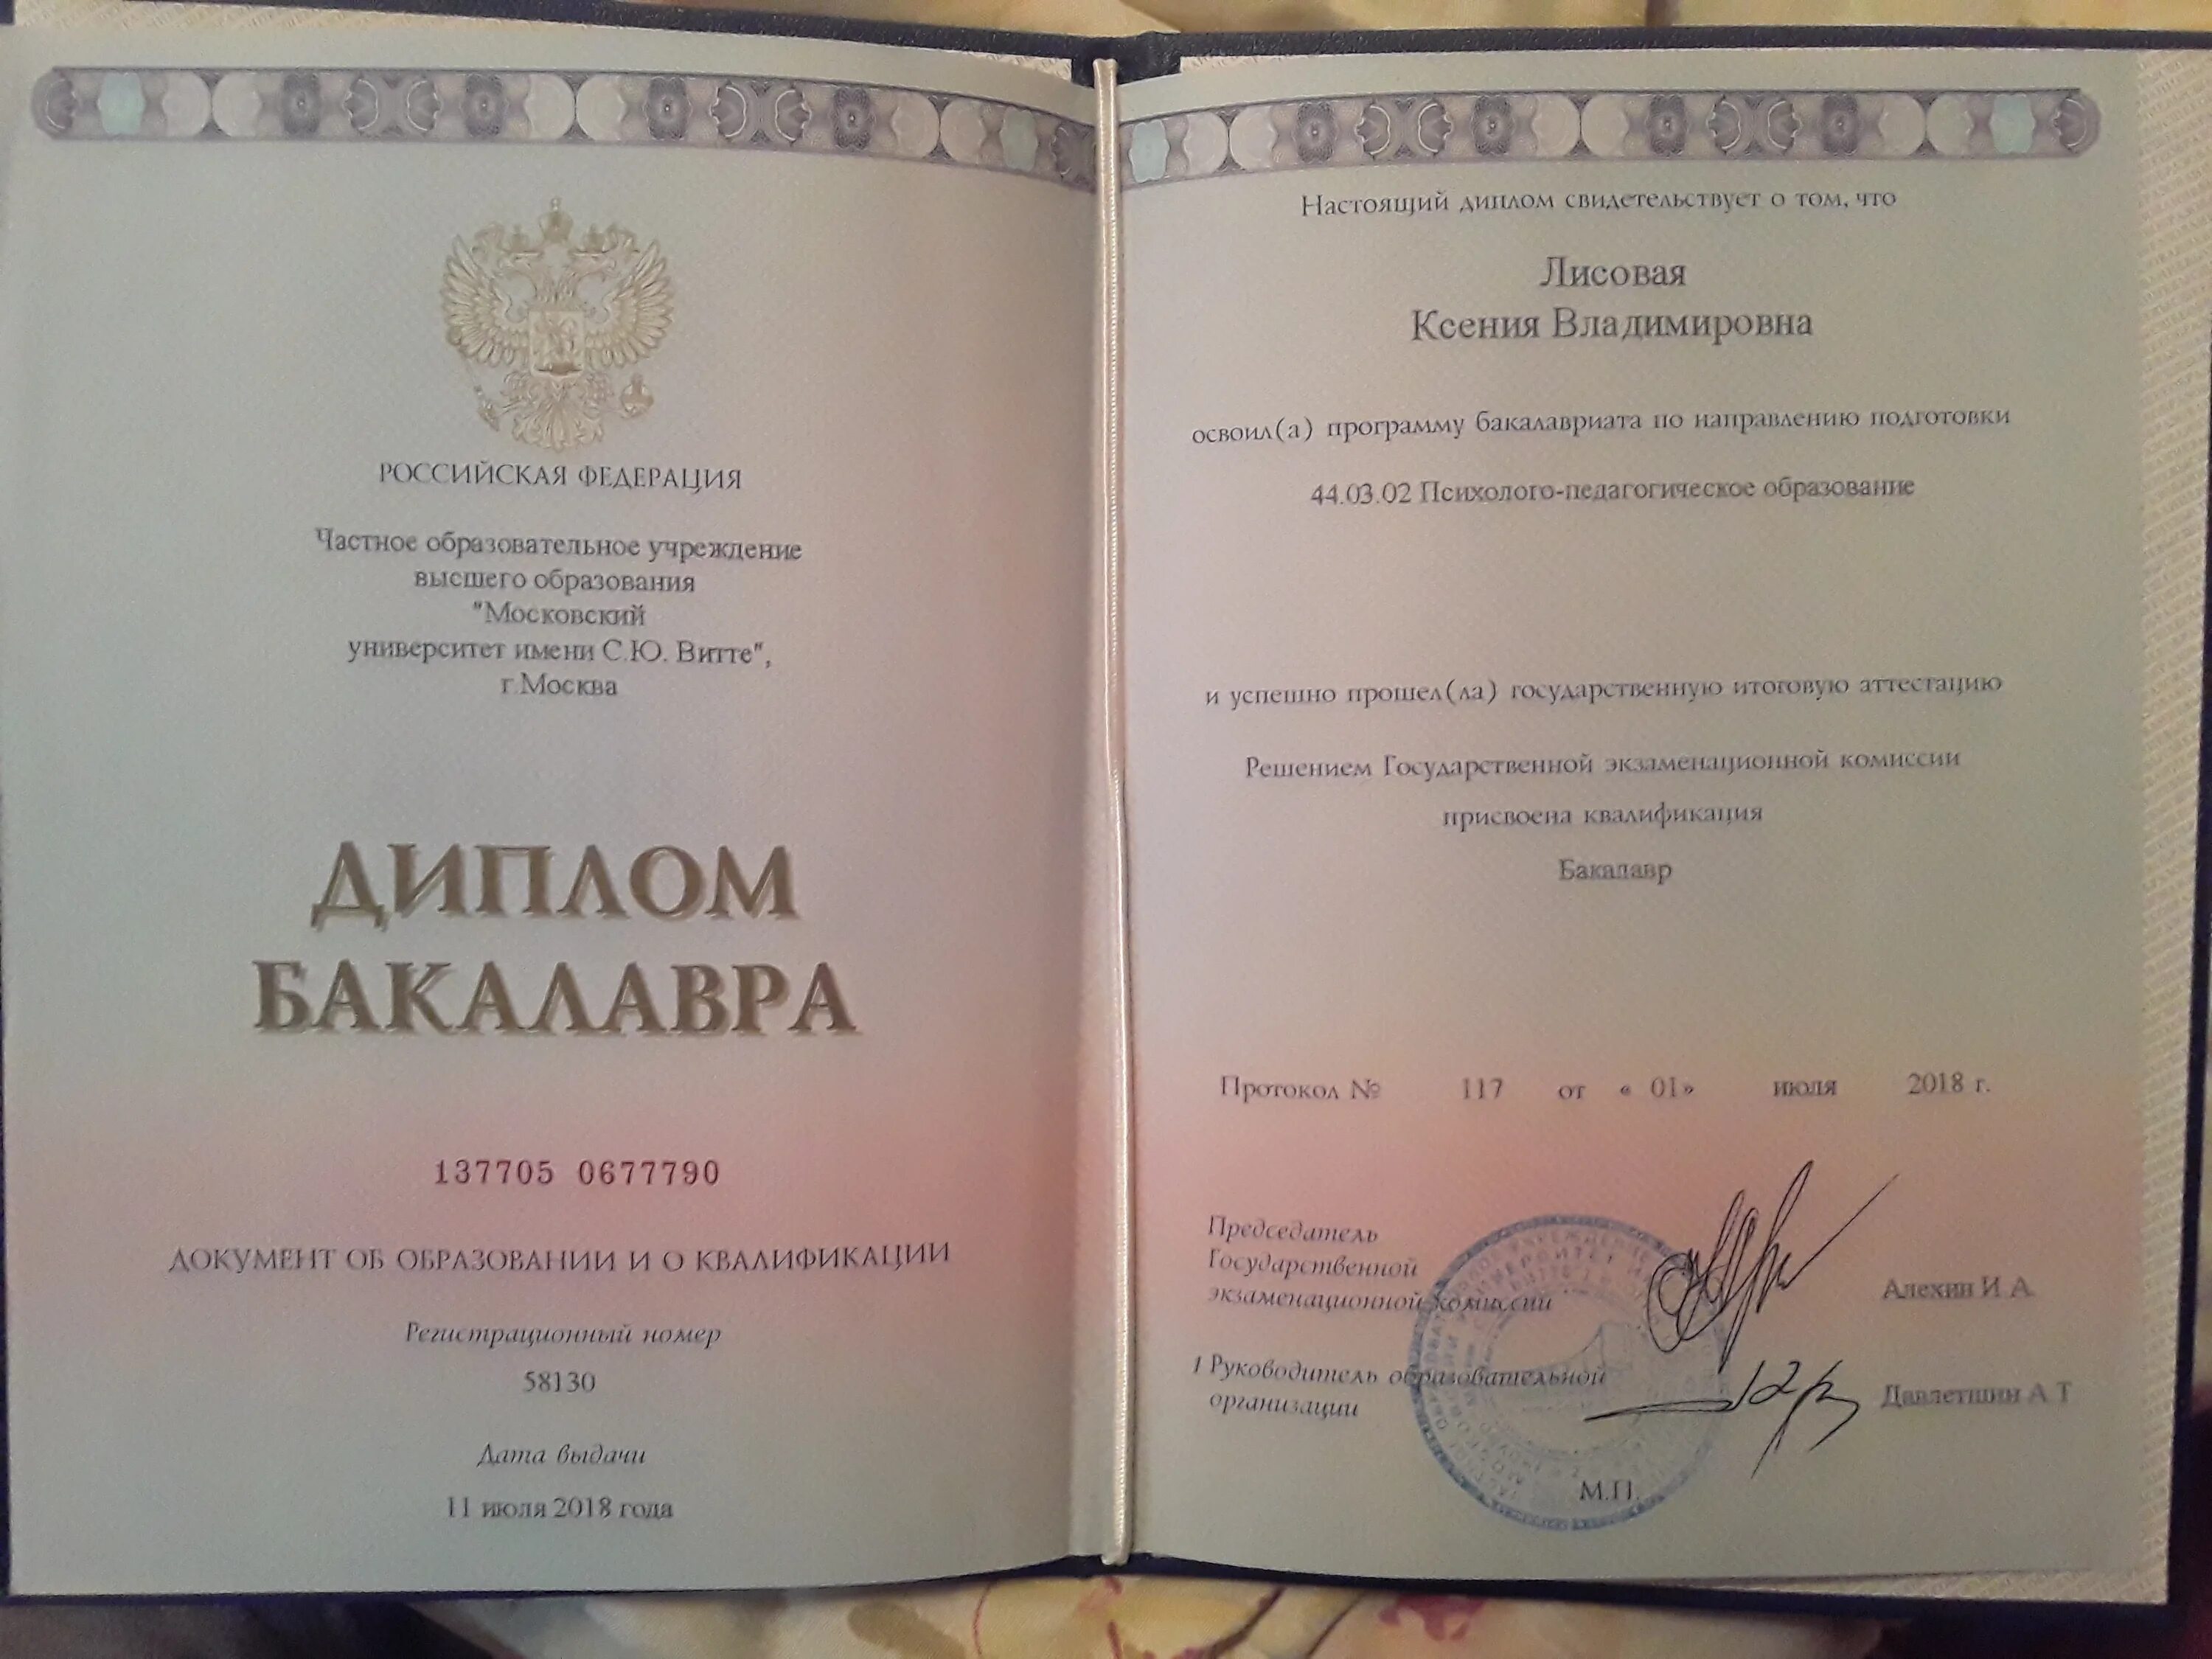 РОССИЙСКАЯ ФЕДЕРАЦИЯ
Частное образовательное учреждение
высшего образования
"Московский
университет имени С.Ю. Витте",
г.Москва
ДИПЛОМ
БАКАЛАВРА
137705 0677790
ДОКУМЕНТ ОБ ОБРАЗОВАНИИ И О КВАЛИФИКАЦИИ
Регистрационный номер
58130
Дата выдачи
11 июля 2018 года
Настоящий диплом свидетельствует о том, что
Лисовая
Ксения Владимировна
освоил(а) программу бакалавриата по направлению подготовки
44.03.02 Психолого-педагогическое образование
и успешно прошел(ла) государственную итоговую аттестацию
Решением Государственной экзаменационной комиссии
присвоена квалификация
Бакалавр
Протокол № 117 от « 01» июля 2018 г.
Председатель
Государственной
экзаменационной комиссии
Алехин И.А.
1 Руководитель образовательной
организации
Давлетшин А.Т
М.П.